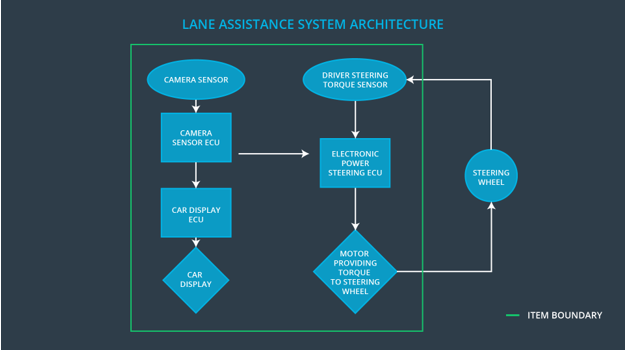 LANE ASSISTANCE SYSTEM ARCHITECTURE
CAMERA SENSOR
DRIVER STEERING
TORQUE SENSOR
CAMERA
SENSOR ECU
ELECTRONIC
POWER
STEERING ECU
STEERING
WHEEL
CAR DISPLAY
ECU
CAR
DISPLAY
MOTOR
PROVIDING
TORQUE
TO STEERING
WHEEL
ITEM BOUNDARY